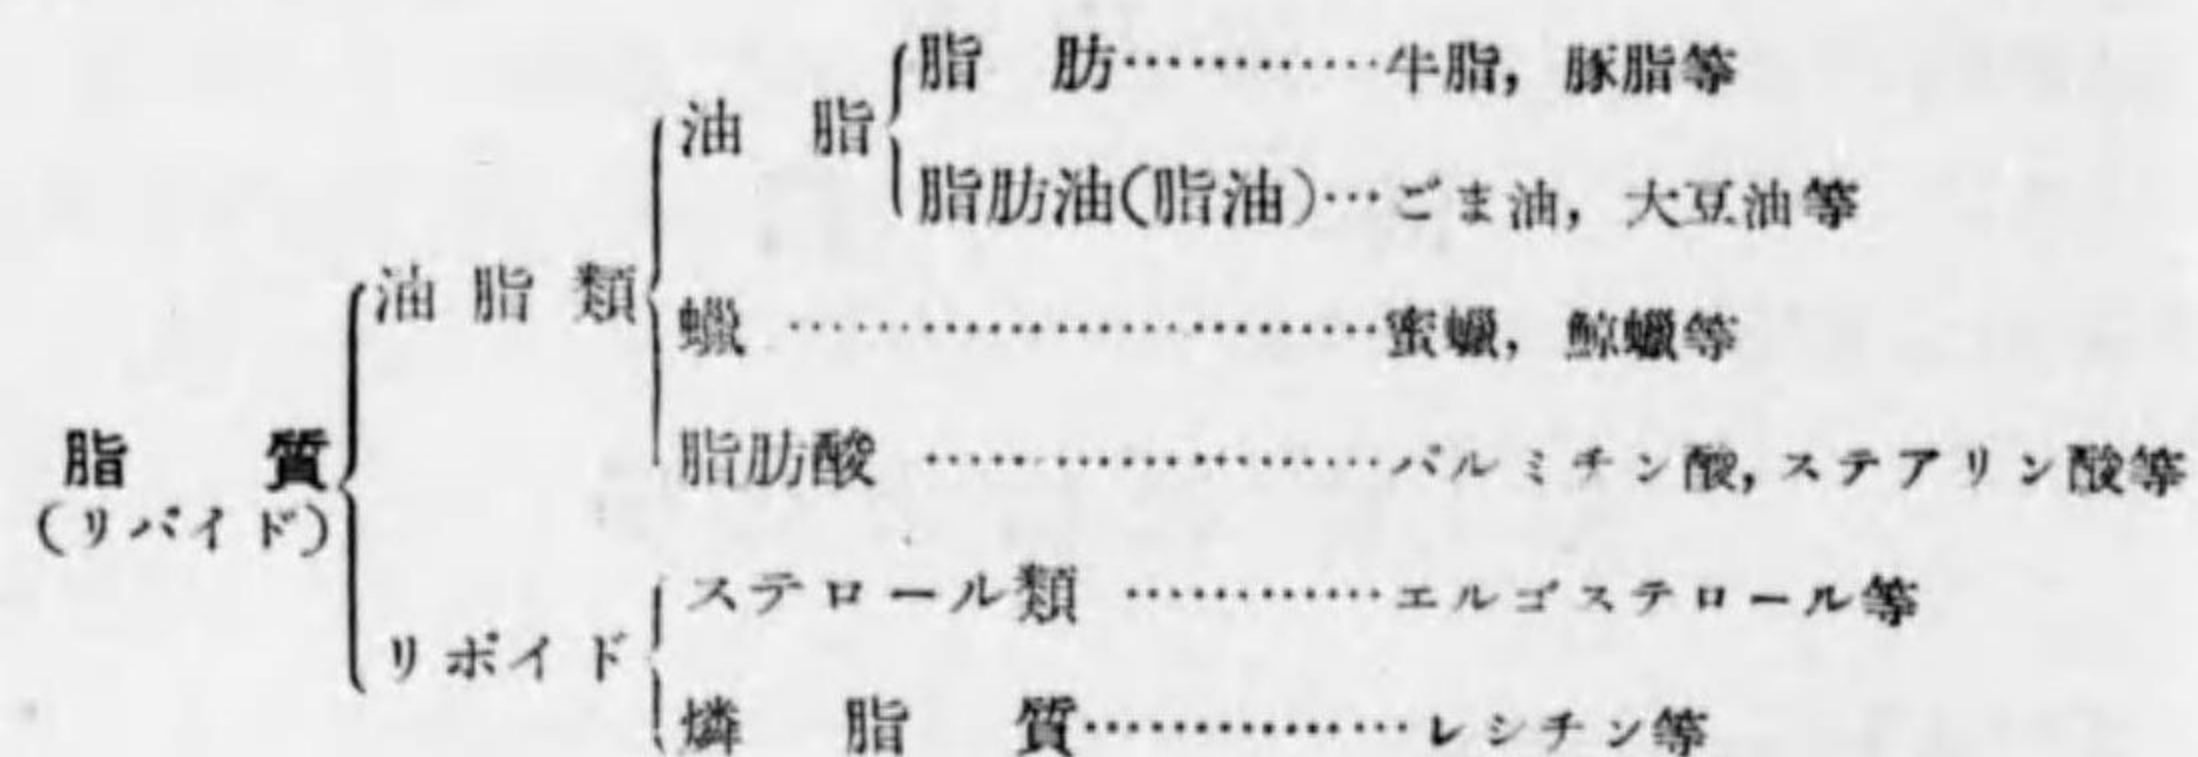 脂　肪…………牛脂，豚脂等
油　脂
脂肪油(脂油)…ごま油，大豆油等
油脂類
蠟…………………………蜜蠟，鯨蠟等
脂質
(リパイド)
脂肪酸…………………パルミチン酸，ステアリン酸等
ステロール類…………エルゴステロール等
リポイド
燐脂質……………レシチン等